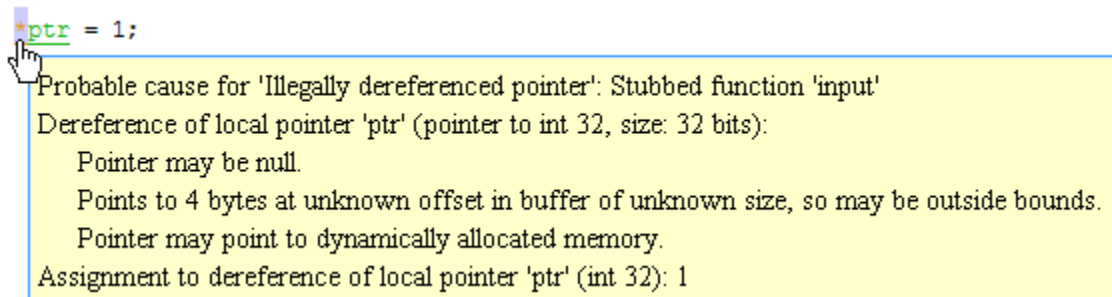 *ptr = 1;
Probable cause for 'Illegally dereferenced pointer': Stubbed function 'input'
Dereference of local pointer 'ptr' (pointer to int 32, size: 32 bits):
Pointer may be null.
Points to 4 bytes at unknown offset in buffer of unknown size, so may be outside bounds.
Pointer may point to dynamically allocated memory.
Assignment to dereference of local pointer 'ptr' (int 32): 1